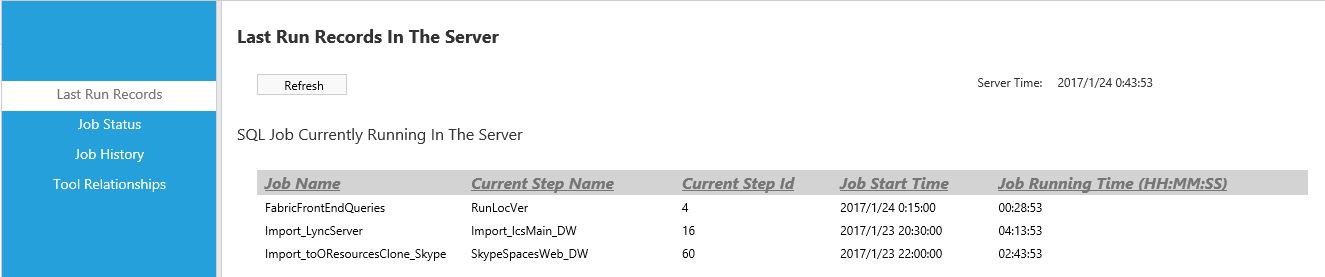 Last Run Records In The Server
Refresh
Server Time: 2017/1/24 0:43:53
Last Run Records
Job Status
Job History
Tool Relationships
SQL Job Currently Running In The Server
Job Name Current Step Name Current Step Id Job Start Time Job Running Time (HH:MM:SS)
FabricFrontEndQueries RunLocVer 4 2017/1/24 0:15:00 00:28:53
Import_LyncServer Import_IcsMain_DW 16 2017/1/23 20:30:00 04:13:53
Import_toOResourcesClone_Skype SkypeSpacesWeb_DW 60 2017/1/23 22:00:00 02:43:53